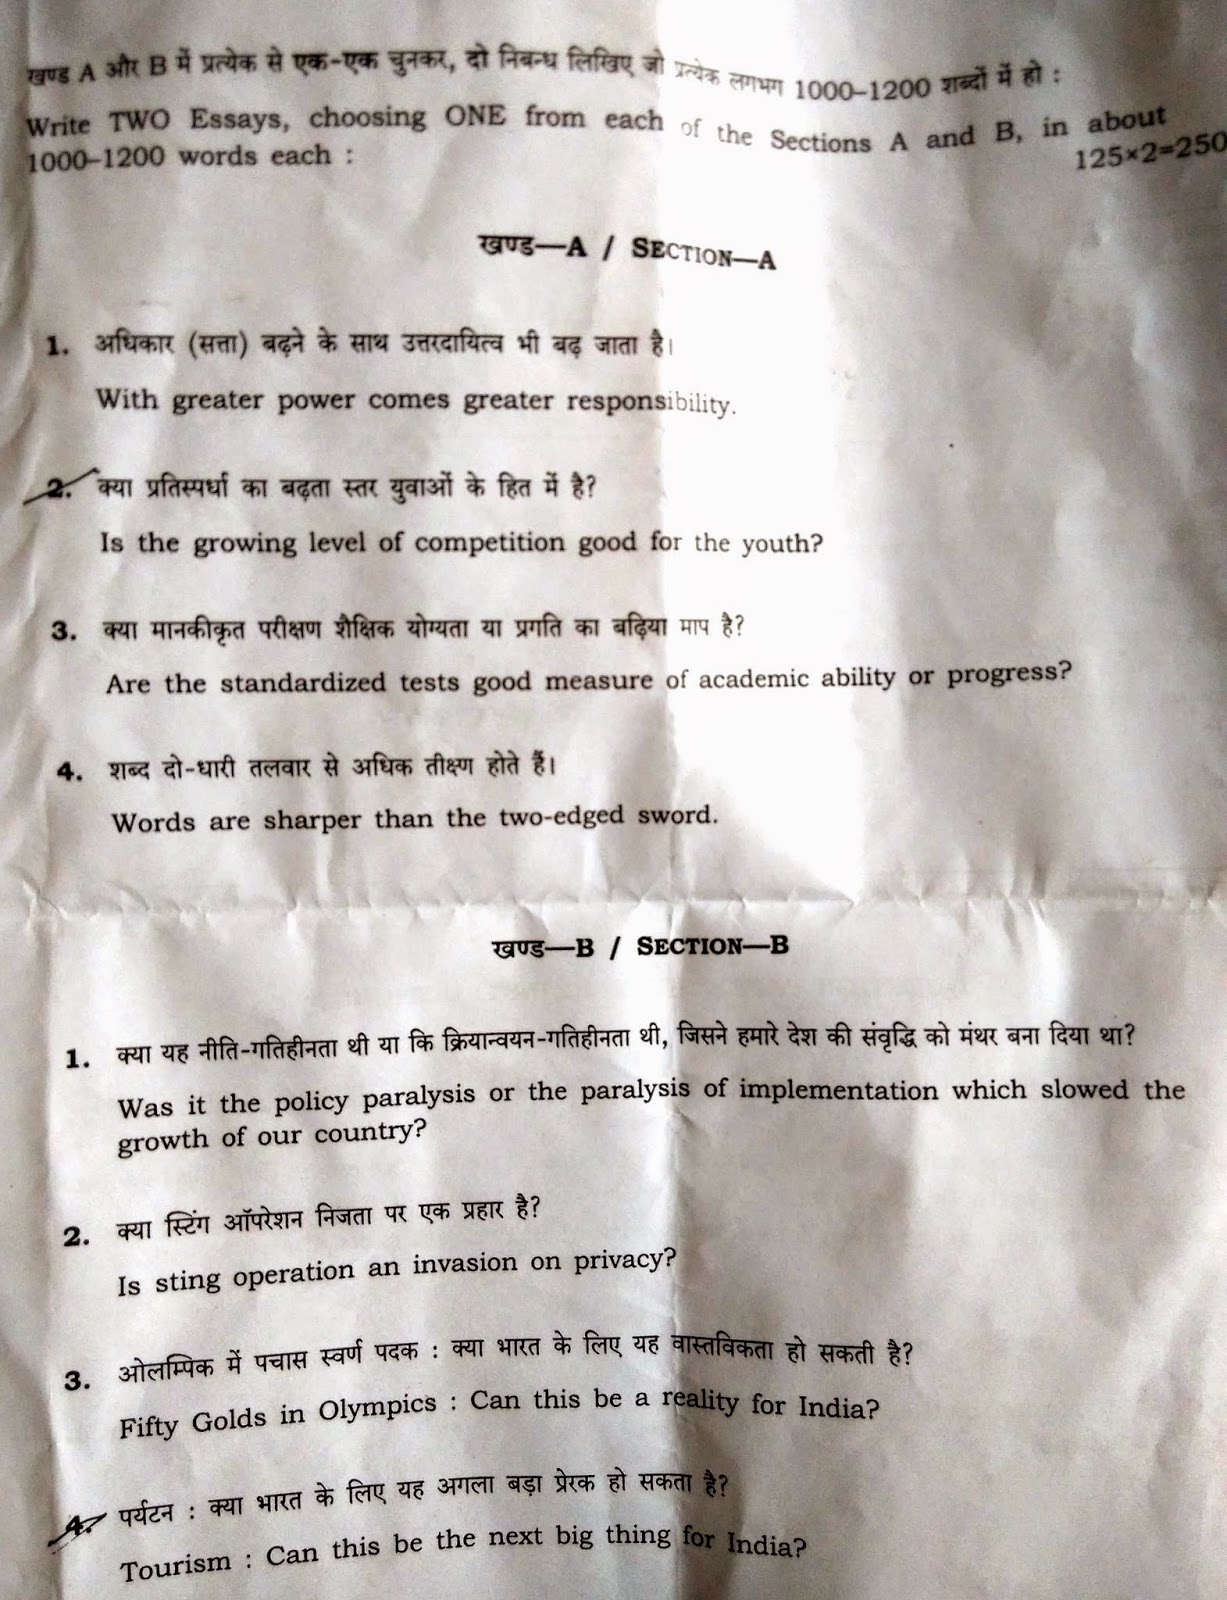 खण्ड A और B में प्रत्येक से एक-एक चुनकर, दो निबन्ध लिखिए जो प्रत्येक लगभग 1000–1200 शब्दों में हो :
Write TWO Essays, choosing ONE from each of the Sections A and B, in about
1000–1200 words each :
125×2=250
खण्ड—A / SECTION—A
1. अधिकार (सत्ता) बढ़ने के साथ उत्तरदायित्व भी बढ़ जाता है।
With greater power comes greater responsibility.
2. क्या प्रतिस्पर्धा का बढ़ता स्तर युवाओं के हित में है?
Is the growing level of competition good for the youth?
3. क्या मानकीकृत परीक्षण शैक्षिक योग्यता या प्रगति का बढ़िया माप है?
Are the standardized tests good measure of academic ability or progress?
4. शब्द दो-धारी तलवार से अधिक तीक्ष्ण होते हैं।
Words are sharper than the two-edged sword.
खण्ड—B / SECTION—B
1. क्या यह नीति-गतिहीनता थी या कि क्रियान्वयन-गतिहीनता थी, जिसने हमारे देश की संवृद्धि को मंथर बना दिया था?
Was it the policy paralysis or the paralysis of implementation which slowed the
growth of our country?
2. क्या स्टिंग ऑपरेशन निजता पर एक प्रहार है?
Is sting operation an invasion on privacy?
3. ओलम्पिक में पचास स्वर्ण पदक : क्या भारत के लिए यह वास्तविकता हो सकती है?
Fifty Golds in Olympics : Can this be a reality for India?
4. पर्यटन : क्या भारत के लिए यह अगला बड़ा प्रेरक हो सकता है?
Tourism : Can this be the next big thing for India?